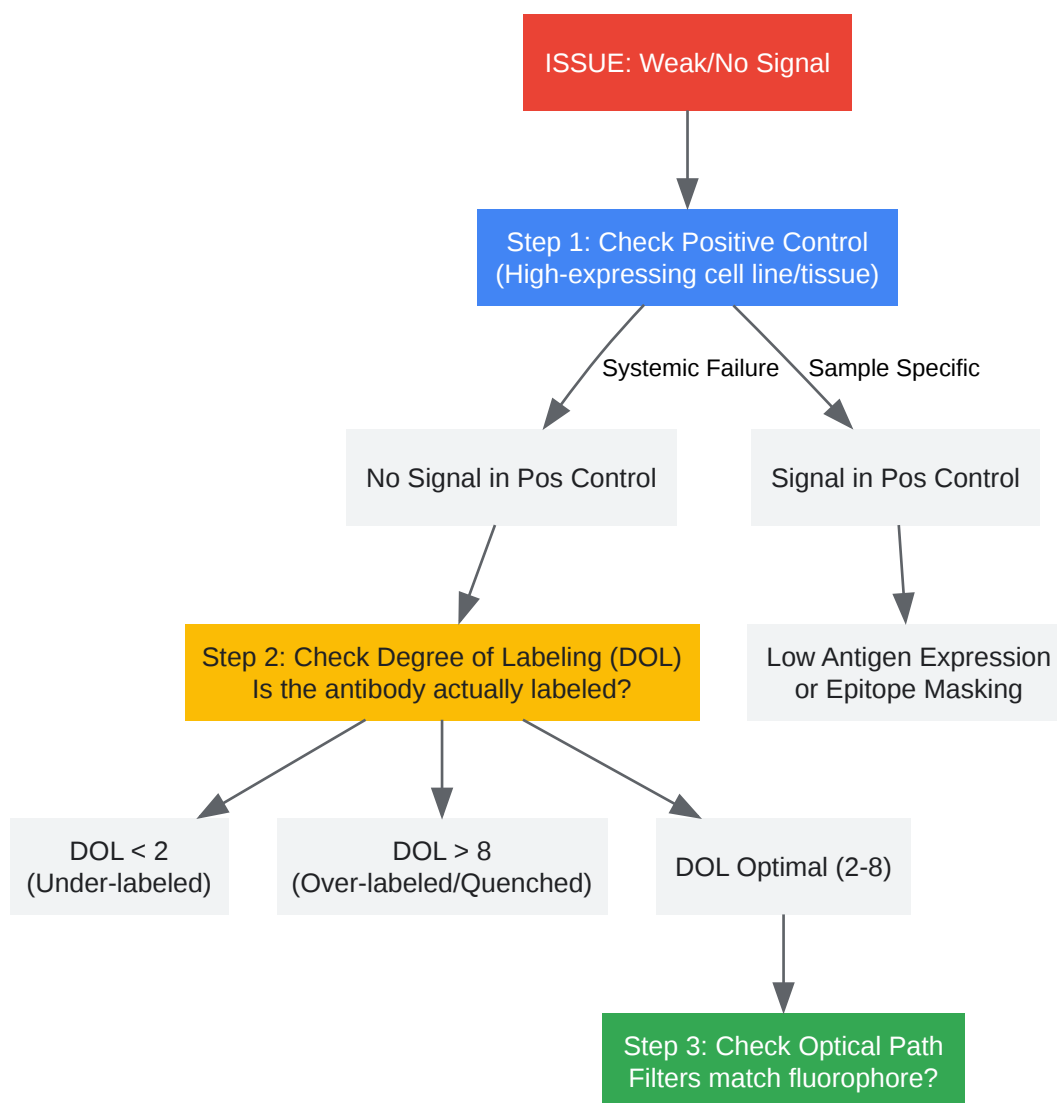 ISSUE: Weak/No Signal
Step 1: Check Positive Control
(High-expressing cell line/tissue)
Systemic Failure
Sample Specific
No Signal in Pos Control
Signal in Pos Control
Step 2: Check Degree of Labeling (DOL)
Is the antibody actually labeled?
Low Antigen Expression
or Epitope Masking
DOL < 2
(Under-labeled)
DOL > 8
(Over-labeled/Quenched)
DOL Optimal (2-8)
Step 3: Check Optical Path
Filters match fluorophore?